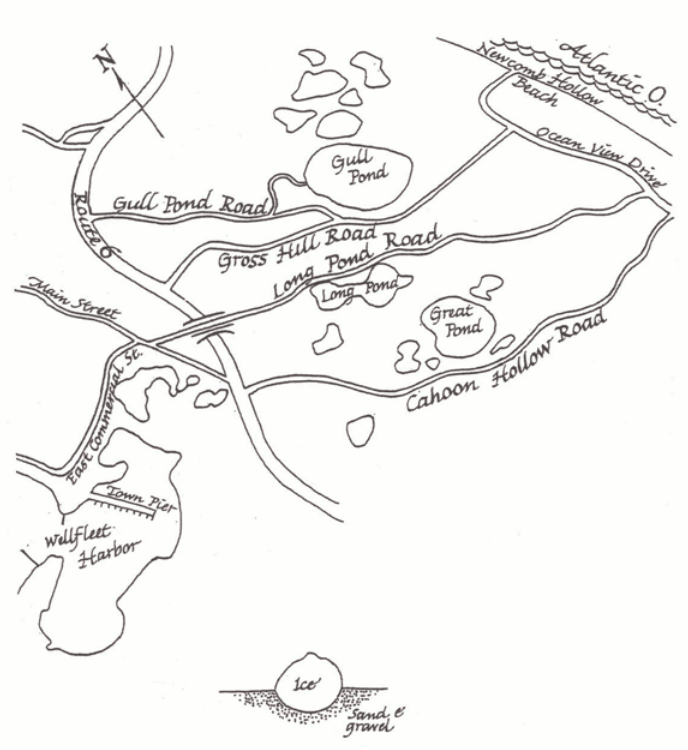 N
Atlantic O.
Newcomb Hollow
Beach
Ocean View Drive
Gull
Pond
Gull Pond Road
Route 6
Gross Hill Road
Long Pond Road
Long Pond
Main Street
Great
Pond
Cahoon Hollow Road
East Commercial St.
Town Pier
Wellfleet
Harbor
Ice
Sand &
gravel